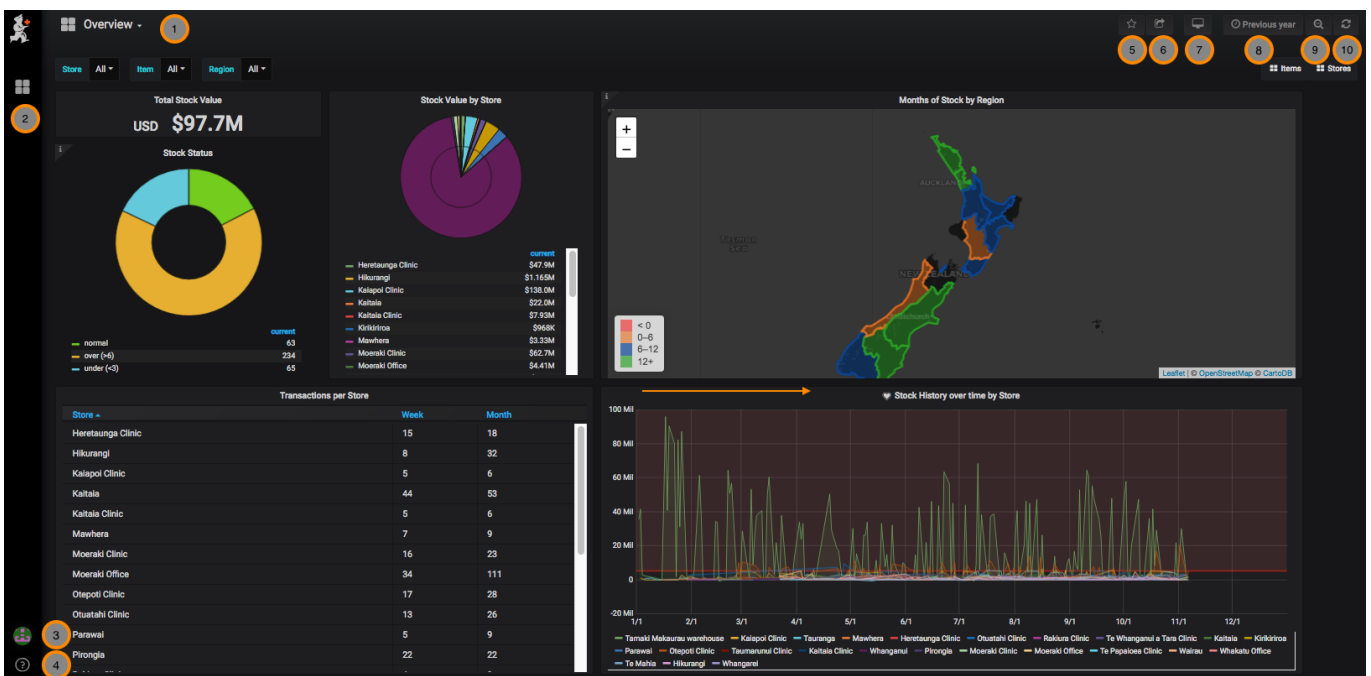 Overview
1
5
6
7
Previous year
8
9
10
Store All Item All Region All
Items Stores
2
Total Stock Value
USD $97.7M
Stock Status
current
normal 63
over (>6) 234
under (<3) 65
Stock Value by Store
current
Heretaunga Clinic $47.9M
Hikurangi $1.165M
Kaiapoi Clinic $138.0M
Kaitaia $22.0M
Kaitaia Clinic $7.93M
Kirikiriroa $968K
Mawhera $3.33M
Moeraki Clinic $62.7M
Moeraki Office $4.41M
i
i
Months of Stock by Region
+
−
AUCKLAND
Tasman
Sea
NEW ZEALAND
< 0
0–6
6–12
12+
Leaflet | © OpenStreetMap © CartoDB
Transactions per Store
Store Week Month
Heretaunga Clinic 15 18
Hikurangi 8 32
Kaiapoi Clinic 5 6
Kaitaia 44 53
Kaitaia Clinic 5 6
Mawhera 7 9
Moeraki Clinic 16 23
Moeraki Office 34 111
Otepoti Clinic 17 28
Otuatahi Clinic 13 26
Parawai 5 9
Pirongia 22 22
3
4
?
Stock History over time by Store
100 Mil
80 Mil
60 Mil
40 Mil
20 Mil
0
-20 Mil
1/1 2/1 3/1 4/1 5/1 6/1 7/1 8/1 9/1 10/1 11/1 12/1
Tamaki Makaurau warehouse Kaiapoi Clinic Tauranga Mawhera Heretaunga Clinic Otuatahi Clinic Rakiura Clinic Te Whanganui a Tara Clinic Kaitaia Kirikiriroa
Parawai Otepoti Clinic Taumarunui Clinic Kaitaia Clinic Whanganui Pirongia Moeraki Clinic Moeraki Office Te Papaioea Clinic Wairau Whakatu Office
Te Mahia Hikurangi Whangarei